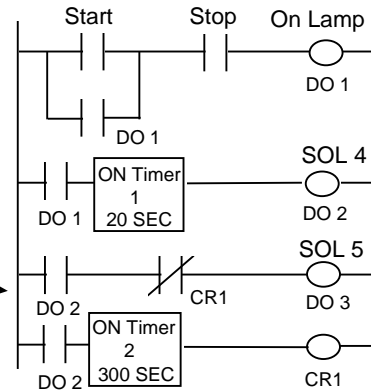 Start Stop On Lamp
DO 1
DO 1
SOL 4
ON Timer
1
20 SEC
DO 1 DO 2
SOL 5
DO 2 CR1 DO 3
ON Timer
2
300 SEC
DO 2 CR1